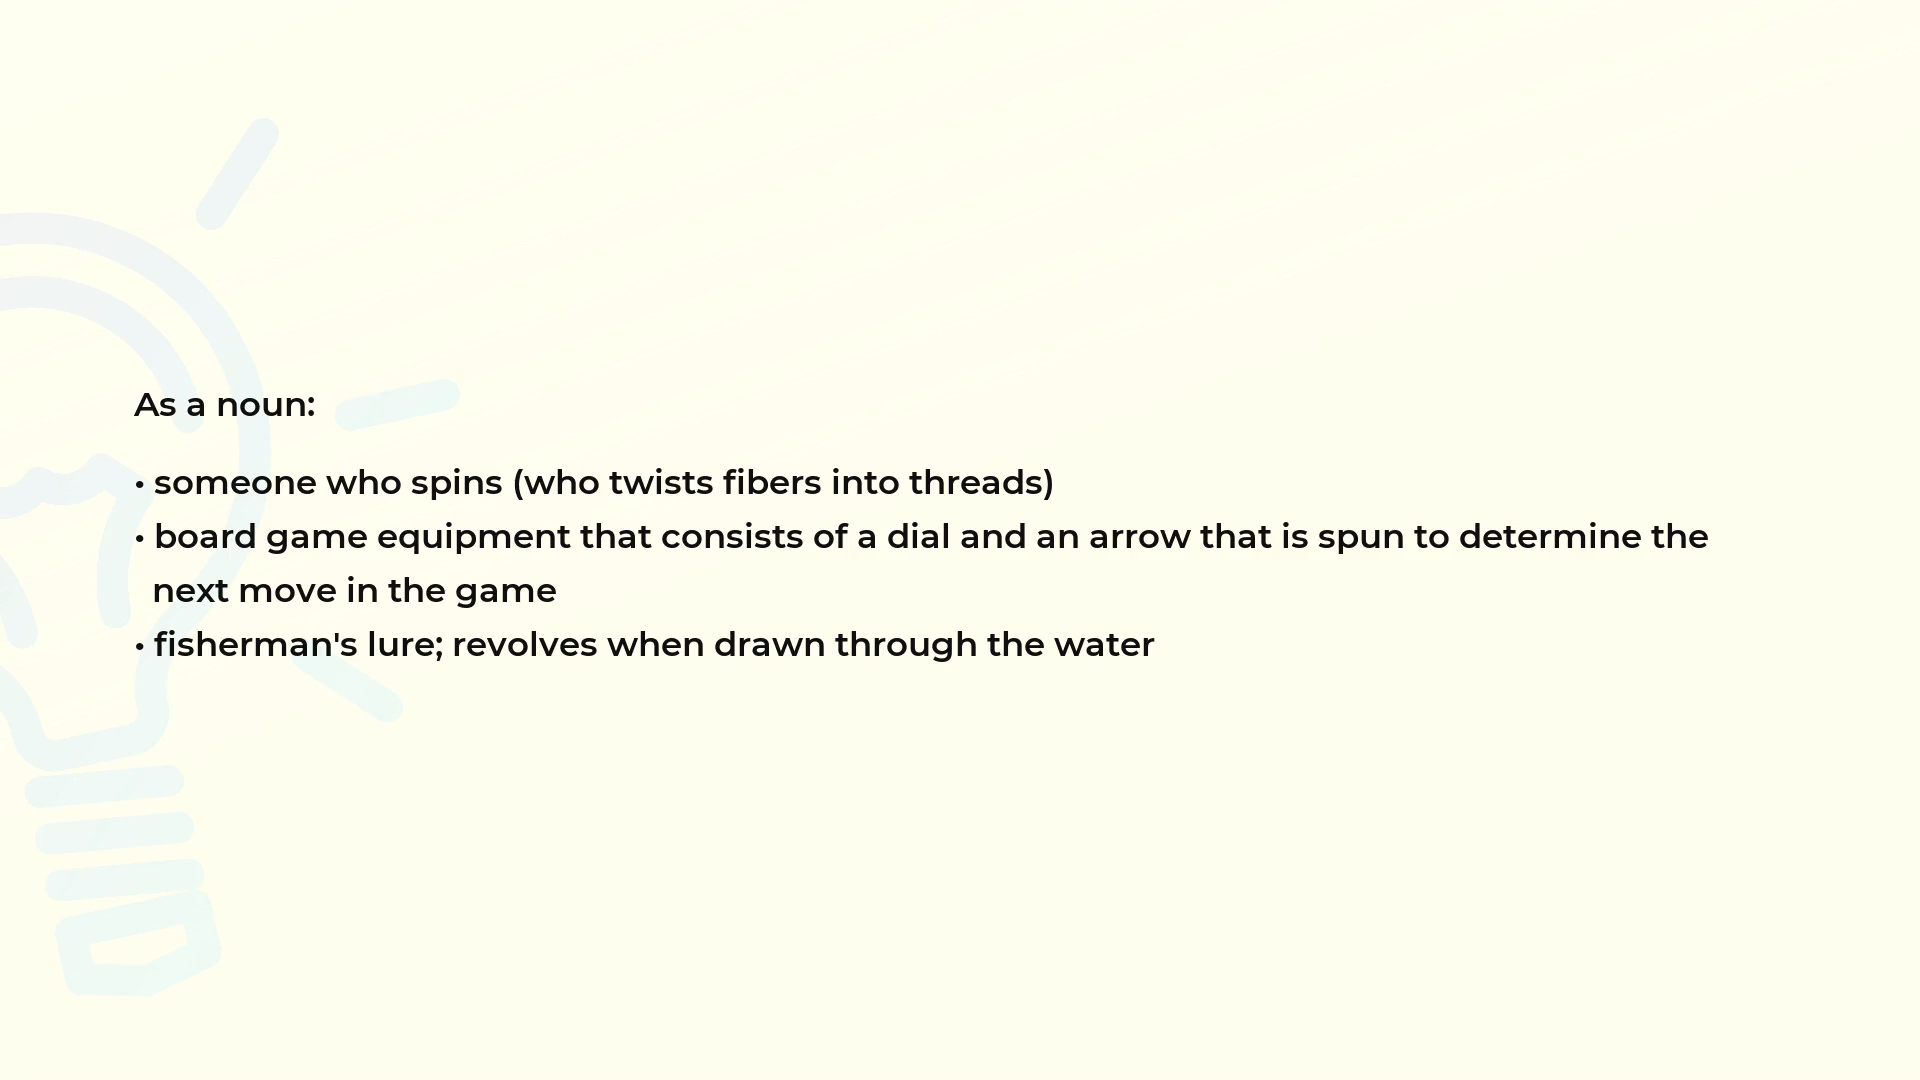 As a noun:
• someone who spins (who twists fibers into threads)
• board game equipment that consists of a dial and an arrow that is spun to determine the
next move in the game
• fisherman's lure; revolves when drawn through the water